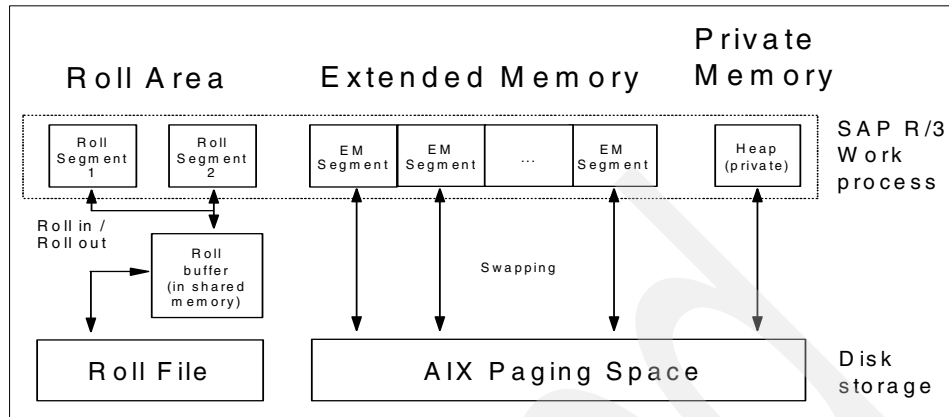 Roll Area
Extended Memory
Private
Memory
Roll
Segment
1
Roll
Segment
2
EM
Segment
EM
Segment
...
EM
Segment
Heap
(private)
SAP R/3
Work
process
Roll in /
Roll out
Roll
buffer
(in shared
memory)
Swapping
Roll File
AIX Paging Space
Disk
storage